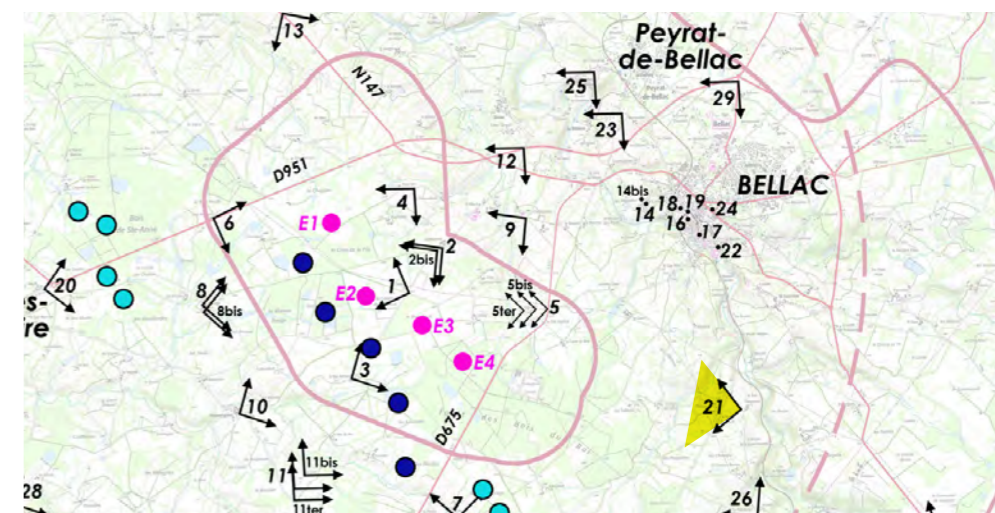 13
Peyrat-
de-Bellac
N147
25
29
23
12
D951
BELLAC
14bis
14
18
19
24
16
17
22
4
6
E1
9
2
2bis
1
20
8
8bis
E2
5bis
5
5ter
E3
es-
re
E4
3
21
10
D675
11bis
11
11ter
28
7
26